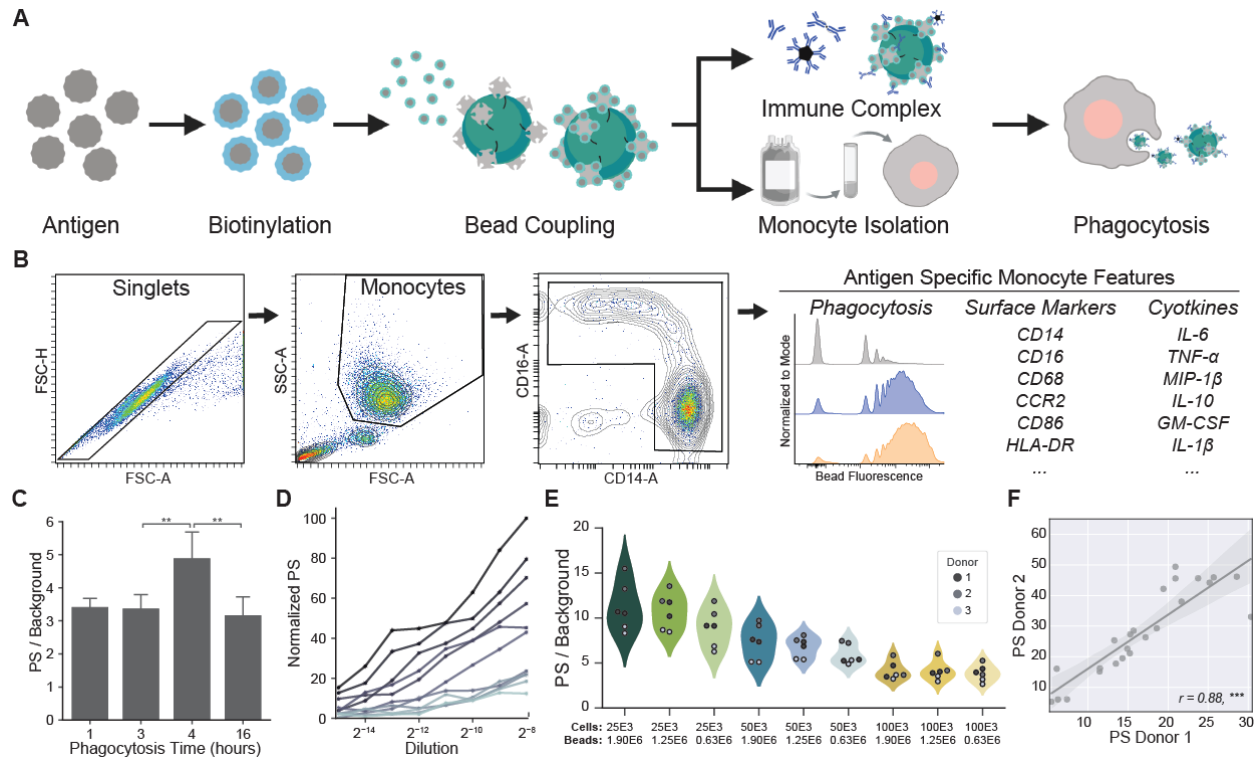 A
Antigen
Biotinylation
Bead Coupling
Immune Complex
Monocyte Isolation
Phagocytosis
B
Singlets
FSC-H
FSC-A
Monocytes
SSC-A
FSC-A
CD16-A
CD14-A
Antigen Specific Monocyte Features
Phagocytosis
Normalized to Mode
Bead Fluorescence
Surface Markers
CD14
CD16
CD68
CCR2
CD86
HLA-DR
...
Cyotkines
IL-6
TNF-α
MIP-1β
IL-10
GM-CSF
IL-1β
...
C
PS / Background
6
5
4
3
2
1
0
** **
1 3 4 16
Phagocytosis Time (hours)
D
Normalized PS
100
80
60
40
20
0
2⁻¹⁴ 2⁻¹² 2⁻¹⁰ 2⁻⁸
Dilution
E
PS / Background
20
15
10
5
0
Donor
1
2
3
Cells: 25E3 25E3 25E3 50E3 50E3 50E3 100E3 100E3 100E3
Beads: 1.90E6 1.25E6 0.63E6 1.90E6 1.25E6 0.63E6 1.90E6 1.25E6 0.63E6
F
PS Donor 2
60
50
40
30
20
10
r = 0.88, ***
10 15 20 25 30
PS Donor 1